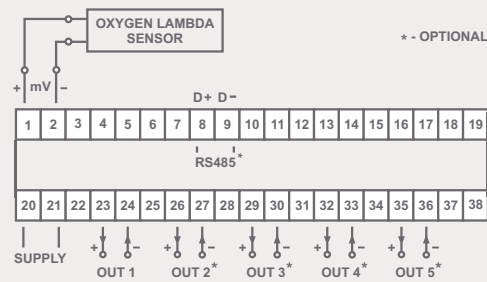 OXYGEN LAMBDA
SENSOR
* - OPTIONAL
+ mV −
D+ D−
1 2 3 4 5 6 7 8 9 10 11 12 13 14 15 16 17 18 19
RS485*
20 21 22 23 24 25 26 27 28 29 30 31 32 33 34 35 36 37 38
+ − + − + − + − + −
SUPPLY OUT 1 OUT 2* OUT 3* OUT 4* OUT 5*